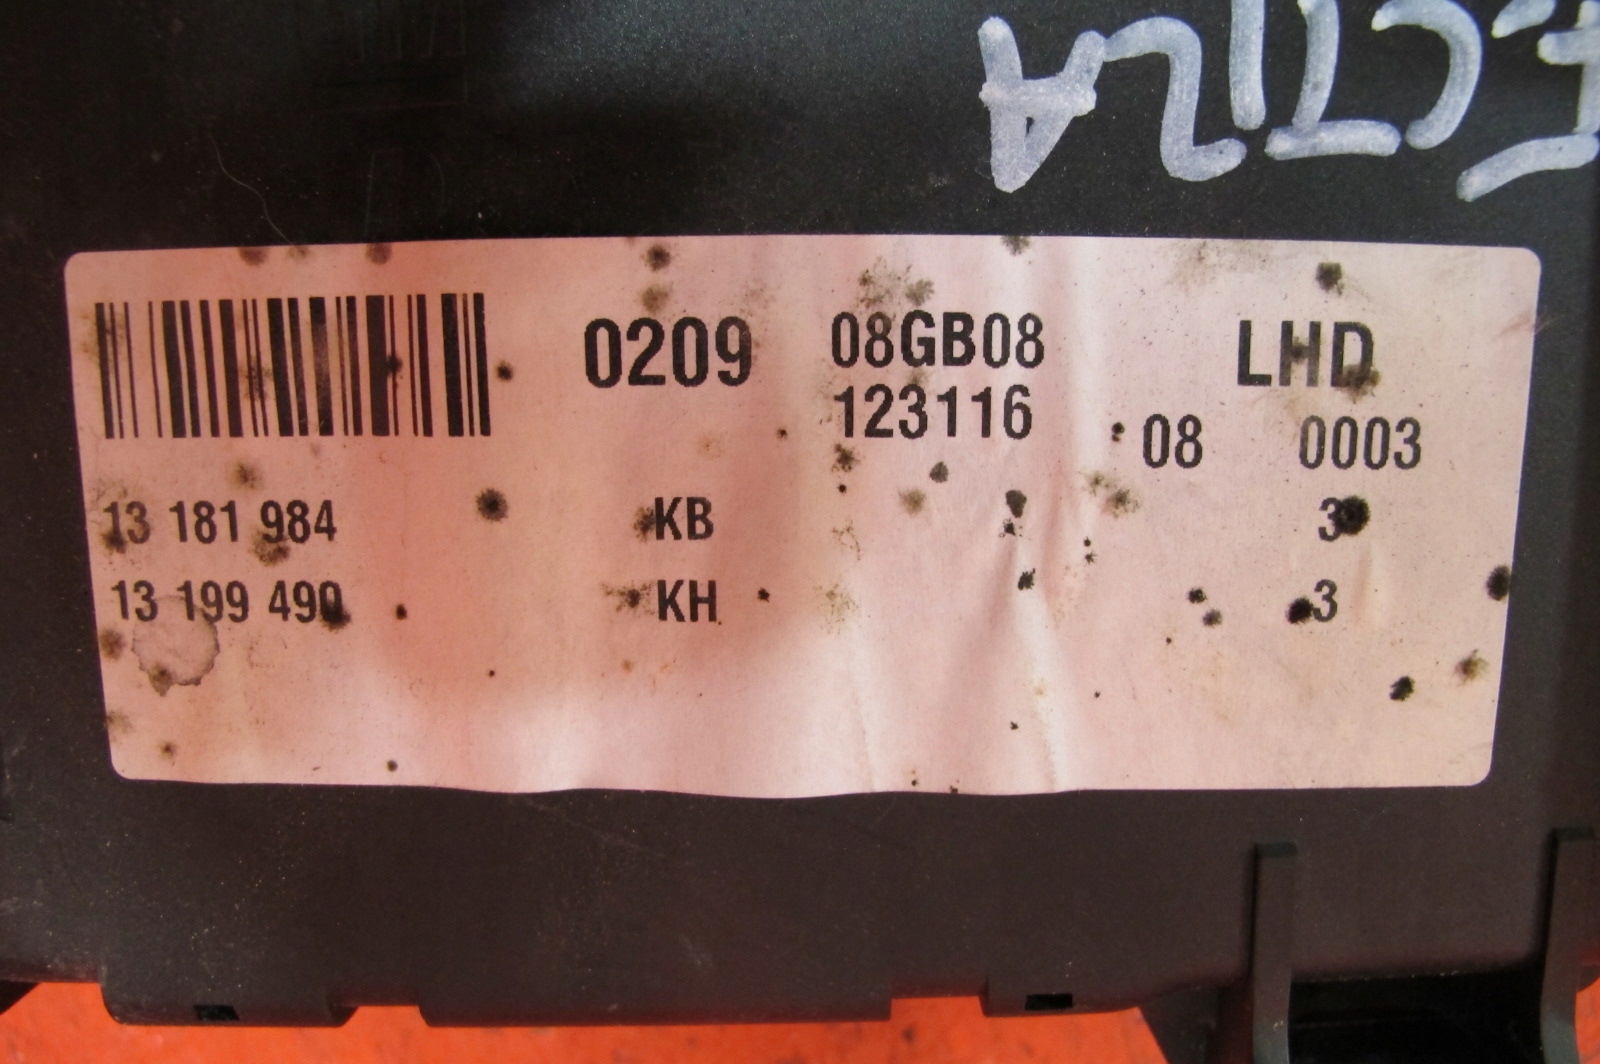 ECTRA
0209 08GB08 LHD
123116 08 0003
13 181 984 KB 3
13 199 490 KH 3